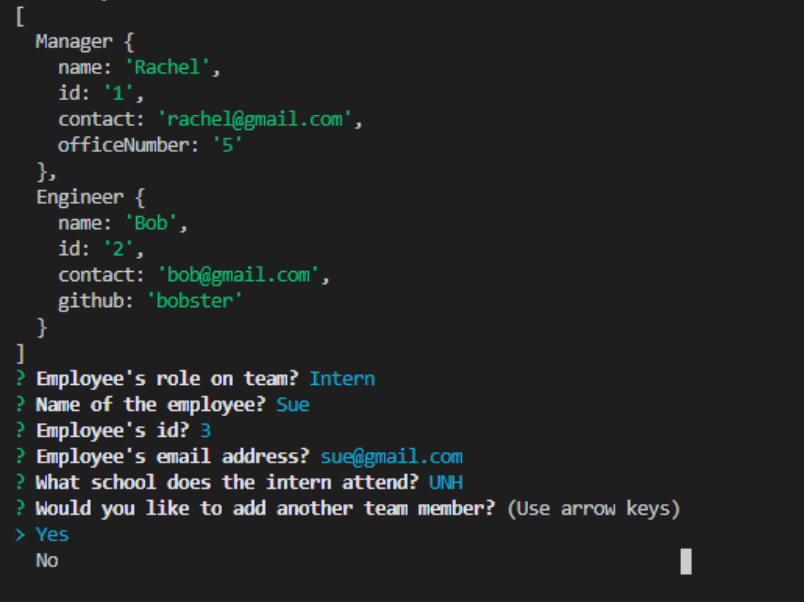 [
  Manager {
    name: 'Rachel',
    id: '1',
    contact: 'rachel@gmail.com',
    officeNumber: '5'
  },
  Engineer {
    name: 'Bob',
    id: '2',
    contact: 'bob@gmail.com',
    github: 'bobster'
  }
]
? Employee's role on team? Intern
? Name of the employee? Sue
? Employee's id? 3
? Employee's email address? sue@gmail.com
? What school does the intern attend? UNH
? Would you like to add another team member? (Use arrow keys)
> Yes
  No